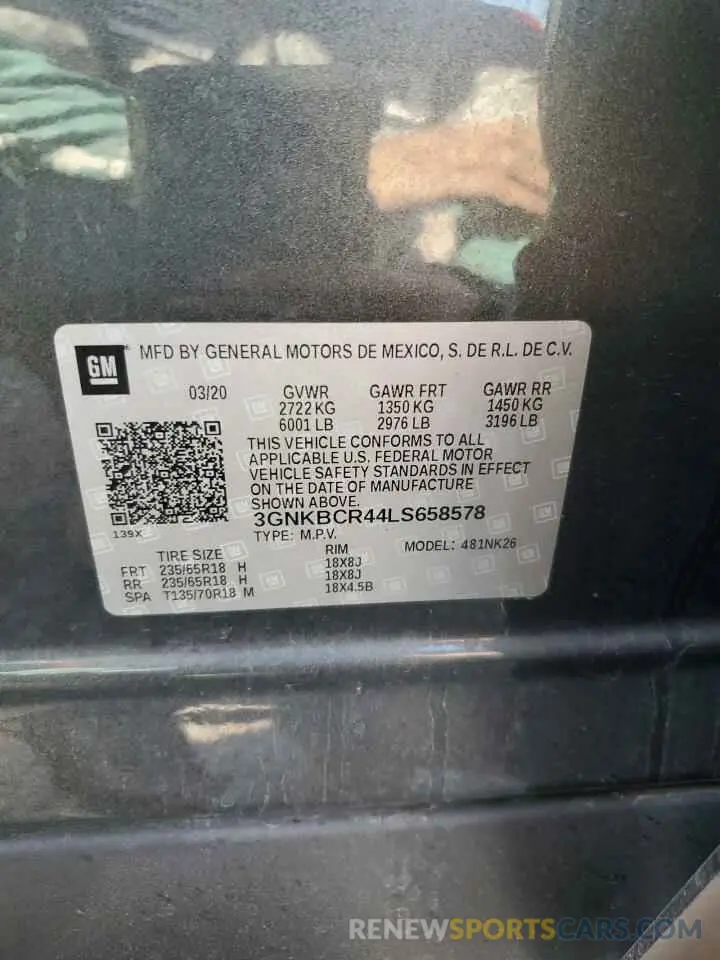 GM MFD BY GENERAL MOTORS DE MEXICO, S. DE R.L. DE C.V.
03/20 GVWR GAWR FRT GAWR RR
2722 KG 1350 KG 1450 KG
6001 LB 2976 LB 3196 LB
THIS VEHICLE CONFORMS TO ALL
APPLICABLE U.S. FEDERAL MOTOR
VEHICLE SAFETY STANDARDS IN EFFECT
ON THE DATE OF MANUFACTURE
SHOWN ABOVE.
3GNKBCR44LS658578
139X TYPE: M.P.V. MODEL: 481NK26
TIRE SIZE RIM
FRT 235/65R18 H 18X8J
RR 235/65R18 H 18X8J
SPA T135/70R18 M 18X4.5B
RENEWSPORTSCARS.COM